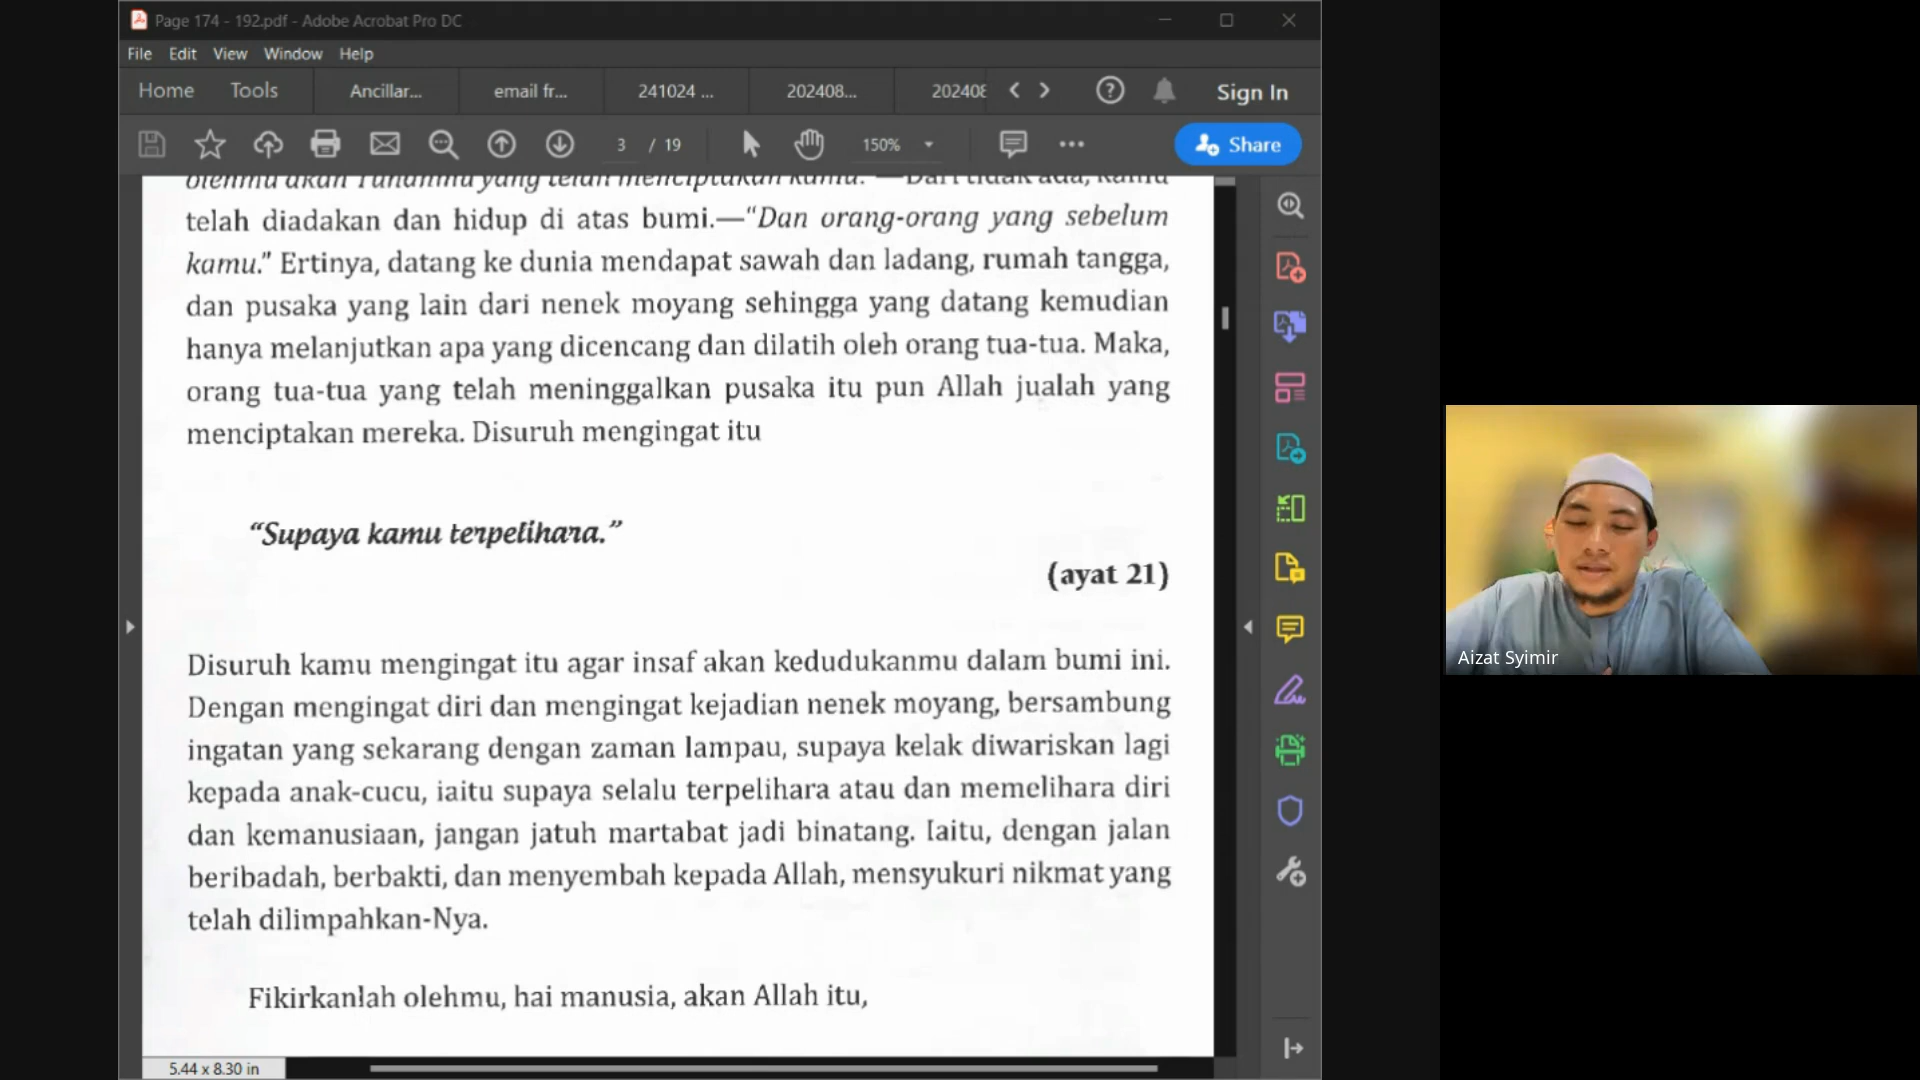 Page 174 - 192.pdf - Adobe Acrobat Pro DC
File Edit View Window Help
Home Tools Ancillar... email fr... 241024 ... 202408... 202408 Sign In
3 / 19 150% Share
telah diadakan dan hidup di atas bumi.—“Dan orang-orang yang sebelum
kamu.” Ertinya, datang ke dunia mendapat sawah dan ladang, rumah tangga,
dan pusaka yang lain dari nenek moyang sehingga yang datang kemudian
hanya melanjutkan apa yang dicencang dan dilatih oleh orang tua-tua. Maka,
orang tua-tua yang telah meninggalkan pusaka itu pun Allah jualah yang
menciptakan mereka. Disuruh mengingat itu
“Supaya kamu terpelihara.”
(ayat 21)
Disuruh kamu mengingat itu agar insaf akan kedudukanmu dalam bumi ini.
Dengan mengingat diri dan mengingat kejadian nenek moyang, bersambung
ingatan yang sekarang dengan zaman lampau, supaya kelak diwariskan lagi
kepada anak-cucu, iaitu supaya selalu terpelihara atau dan memelihara diri
dan kemanusiaan, jangan jatuh martabat jadi binatang. Iaitu, dengan jalan
beribadah, berbakti, dan menyembah kepada Allah, mensyukuri nikmat yang
telah dilimpahkan-Nya.
Fikirkanlah olehmu, hai manusia, akan Allah itu,
5.44 x 8.30 in
Aizat Syimir